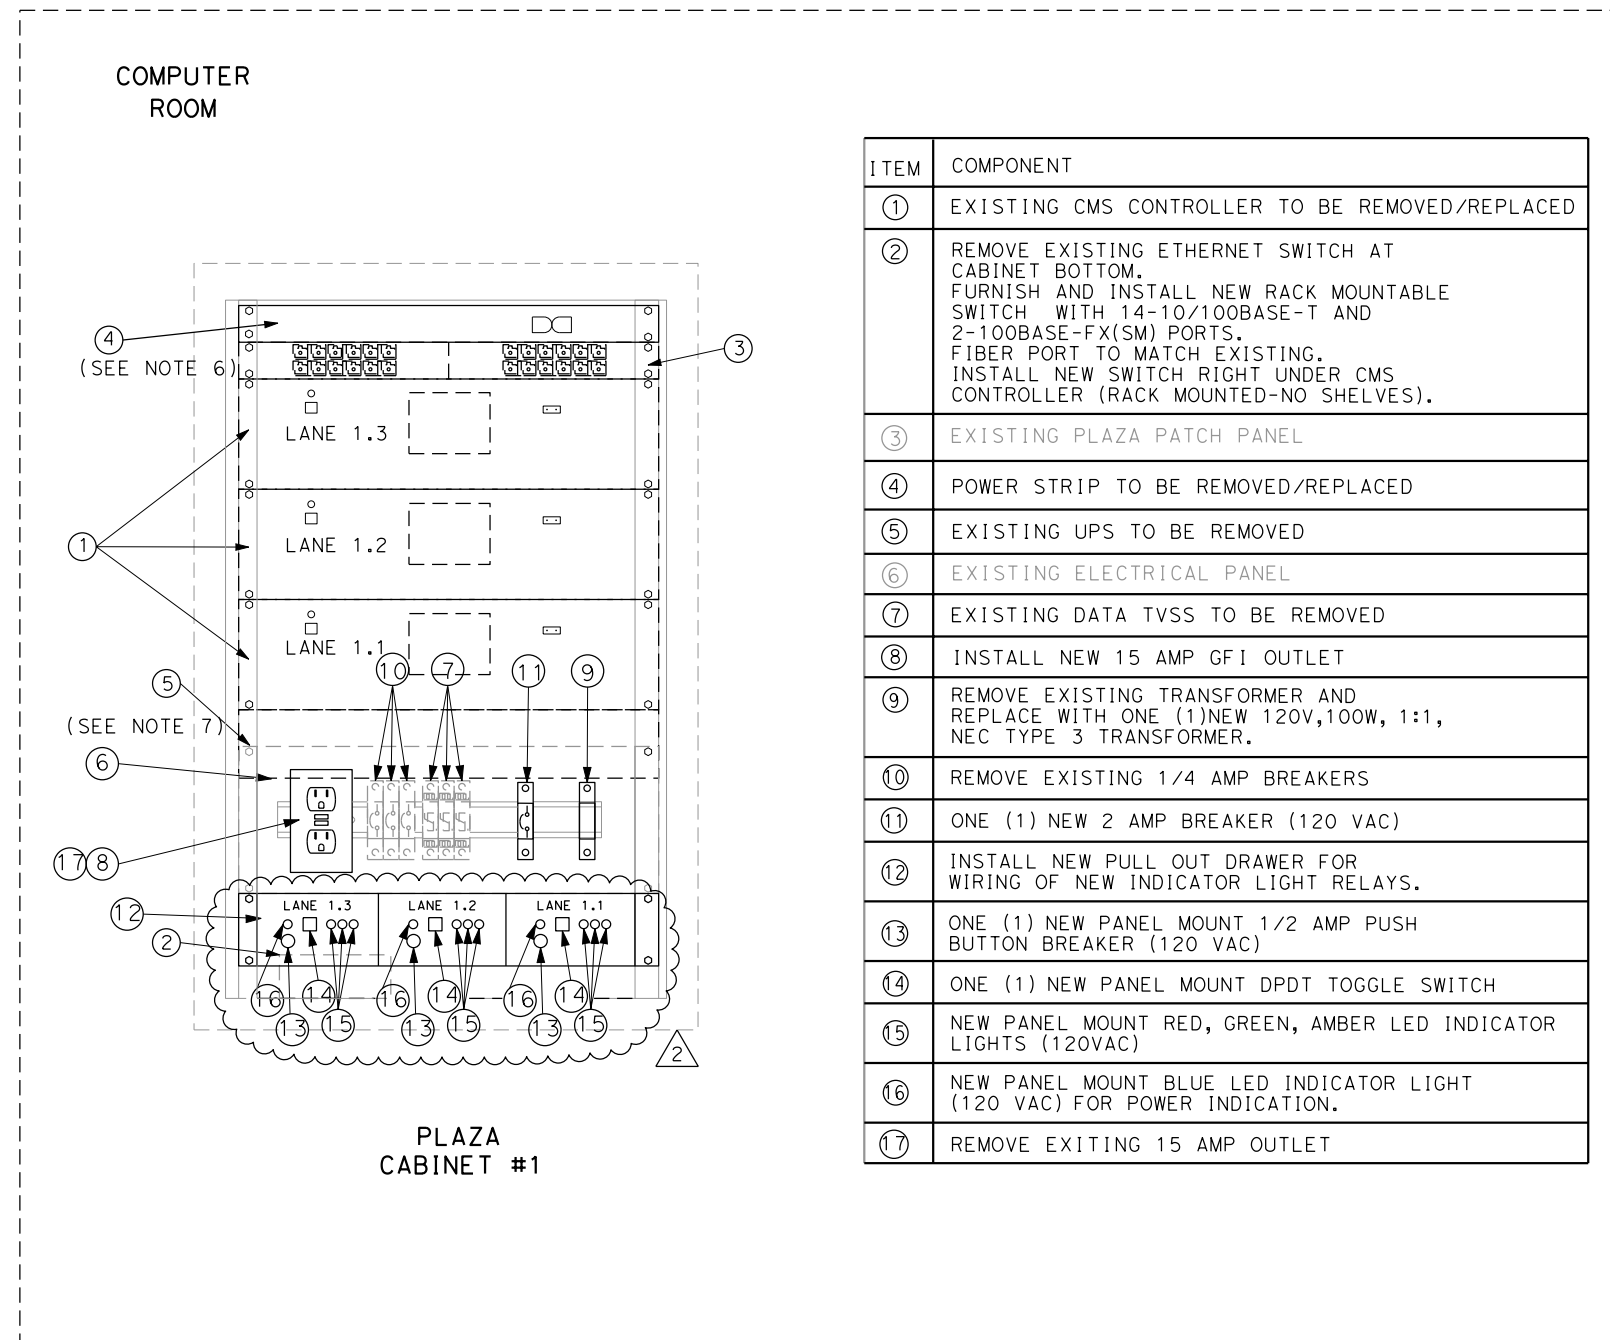 COMPUTER
ROOM
4
(SEE NOTE 6)
3
LANE 1.3
1
LANE 1.2
LANE 1.1
10
7
11
9
5
(SEE NOTE 7)
6
17
8
12
2
LANE 1.3
LANE 1.2
LANE 1.1
16
14
16
14
16
14
13
15
13
15
13
15
2
PLAZA
CABINET #1
ITEM
COMPONENT
1
EXISTING CMS CONTROLLER TO BE REMOVED/REPLACED
2
REMOVE EXISTING ETHERNET SWITCH AT
CABINET BOTTOM.
FURNISH AND INSTALL NEW RACK MOUNTABLE
SWITCH WITH 14-10/100BASE-T AND
2-100BASE-FX(SM) PORTS.
FIBER PORT TO MATCH EXISTING.
INSTALL NEW SWITCH RIGHT UNDER CMS
CONTROLLER (RACK MOUNTED-NO SHELVES).
3
EXISTING PLAZA PATCH PANEL
4
POWER STRIP TO BE REMOVED/REPLACED
5
EXISTING UPS TO BE REMOVED
6
EXISTING ELECTRICAL PANEL
7
EXISTING DATA TVSS TO BE REMOVED
8
INSTALL NEW 15 AMP GFI OUTLET
9
REMOVE EXISTING TRANSFORMER AND
REPLACE WITH ONE (1)NEW 120V,100W, 1:1,
NEC TYPE 3 TRANSFORMER.
10
REMOVE EXISTING 1/4 AMP BREAKERS
11
ONE (1) NEW 2 AMP BREAKER (120 VAC)
12
INSTALL NEW PULL OUT DRAWER FOR
WIRING OF NEW INDICATOR LIGHT RELAYS.
13
ONE (1) NEW PANEL MOUNT 1/2 AMP PUSH
BUTTON BREAKER (120 VAC)
14
ONE (1) NEW PANEL MOUNT DPDT TOGGLE SWITCH
15
NEW PANEL MOUNT RED, GREEN, AMBER LED INDICATOR
LIGHTS (120VAC)
16
NEW PANEL MOUNT BLUE LED INDICATOR LIGHT
(120 VAC) FOR POWER INDICATION.
17
REMOVE EXITING 15 AMP OUTLET